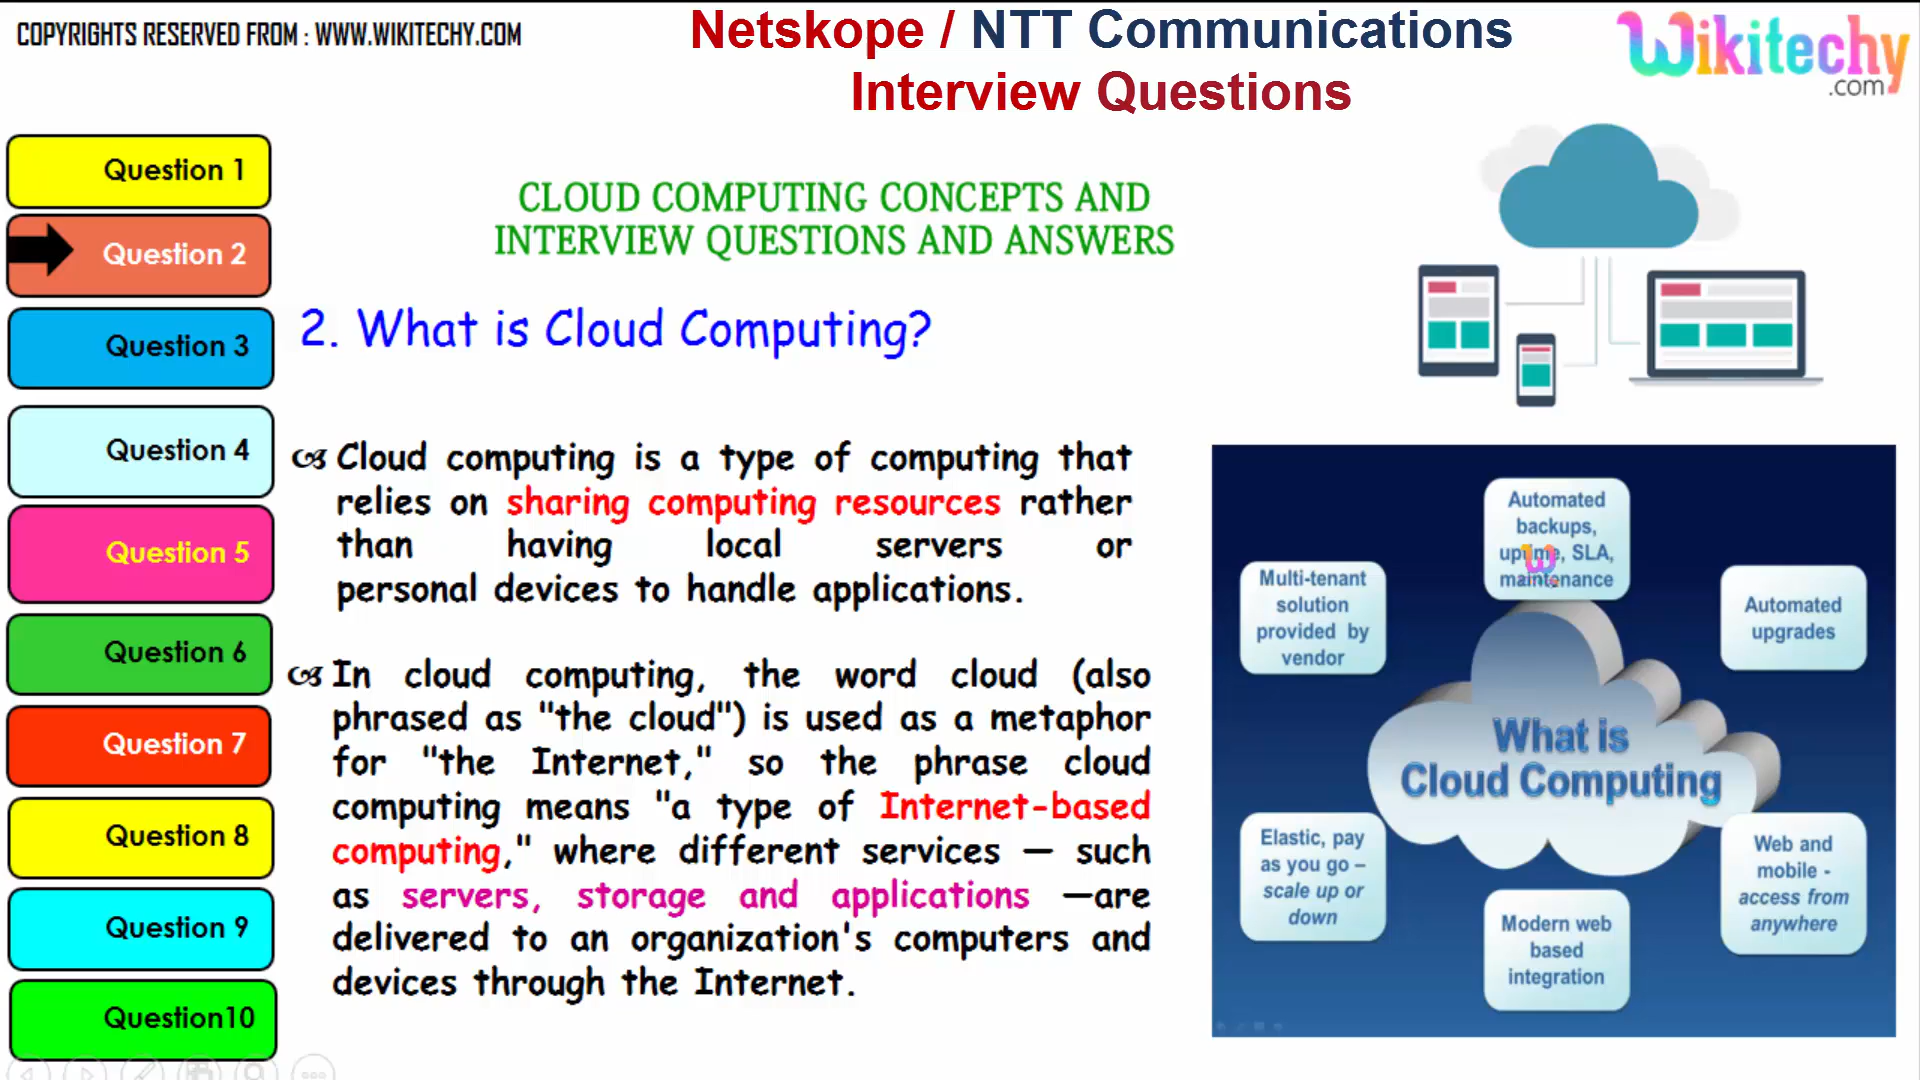 COPYRIGHTS RESERVED FROM : WWW.WIKITECHY.COM
Netskope / NTT Communications
Interview Questions
Wikitechy
.com
Question 1
Question 2
Question 3
Question 4
Question 5
Question 6
Question 7
Question 8
Question 9
Question10
CLOUD COMPUTING CONCEPTS AND
INTERVIEW QUESTIONS AND ANSWERS
2. What is Cloud Computing?
Cloud computing is a type of computing that
relies on sharing computing resources rather
than having local servers or
personal devices to handle applications.
In cloud computing, the word cloud (also
phrased as "the cloud") is used as a metaphor
for "the Internet," so the phrase cloud
computing means "a type of Internet-based
computing," where different services — such
as servers, storage and applications —are
delivered to an organization's computers and
devices through the Internet.
Automated
backups,
uptime, SLA,
maintenance
Multi-tenant
solution
provided by
vendor
Automated
upgrades
What is
Cloud Computing
Elastic, pay
as you go –
scale up or
down
Modern web
based
integration
Web and
mobile -
access from
anywhere